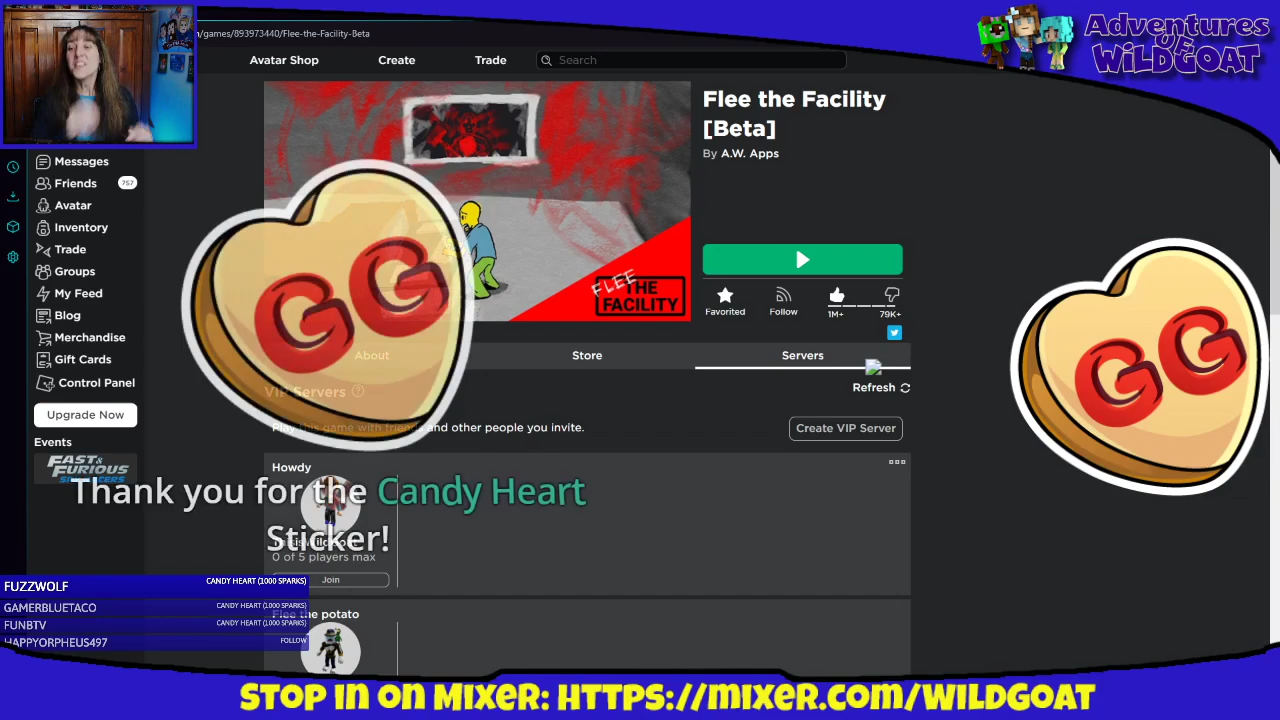 /games/893973440/Flee-the-Facility-Beta
Adventures
OF
WILDGOAT
Avatar Shop
Create
Trade
Search
Messages
Friends
757
Avatar
Inventory
Trade
Groups
My Feed
Blog
Merchandise
Gift Cards
Control Panel
Upgrade Now
Events
FAST &
FURIOUS
FLEE
THE
FACILITY
Flee the Facility
[Beta]
By A.W. Apps
Favorited
Follow
1M+
79K+
About
Store
Servers
Refresh
VIP Servers
Play this game with friends and other people you invite.
Create VIP Server
GG
GG
Howdy
Thank you for the Candy Heart
Sticker!
0 of 5 players max
Join
Flee the potato
FUZZWOLF
CANDY HEART (1000 SPARKS)
GAMERBLUETACO
CANDY HEART (1000 SPARKS)
FUNBTV
CANDY HEART (1000 SPARKS)
HAPPYORPHEUS497
FOLLOW
STOP IN ON MIXER: HTTPS://MIXER.COM/WILDGOAT